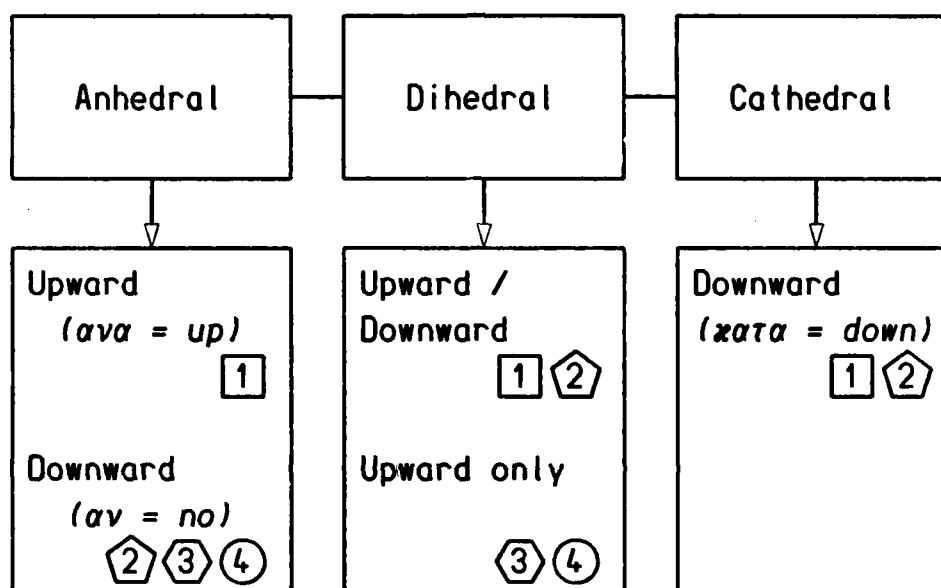 Anhedral
Dihedral
Cathedral
Upward
(ανα = up)
1
Downward
(αν = no)
2 3 4
Upward /
Downward
1 2
Upward only
3 4
Downward
(κατα = down)
1 2